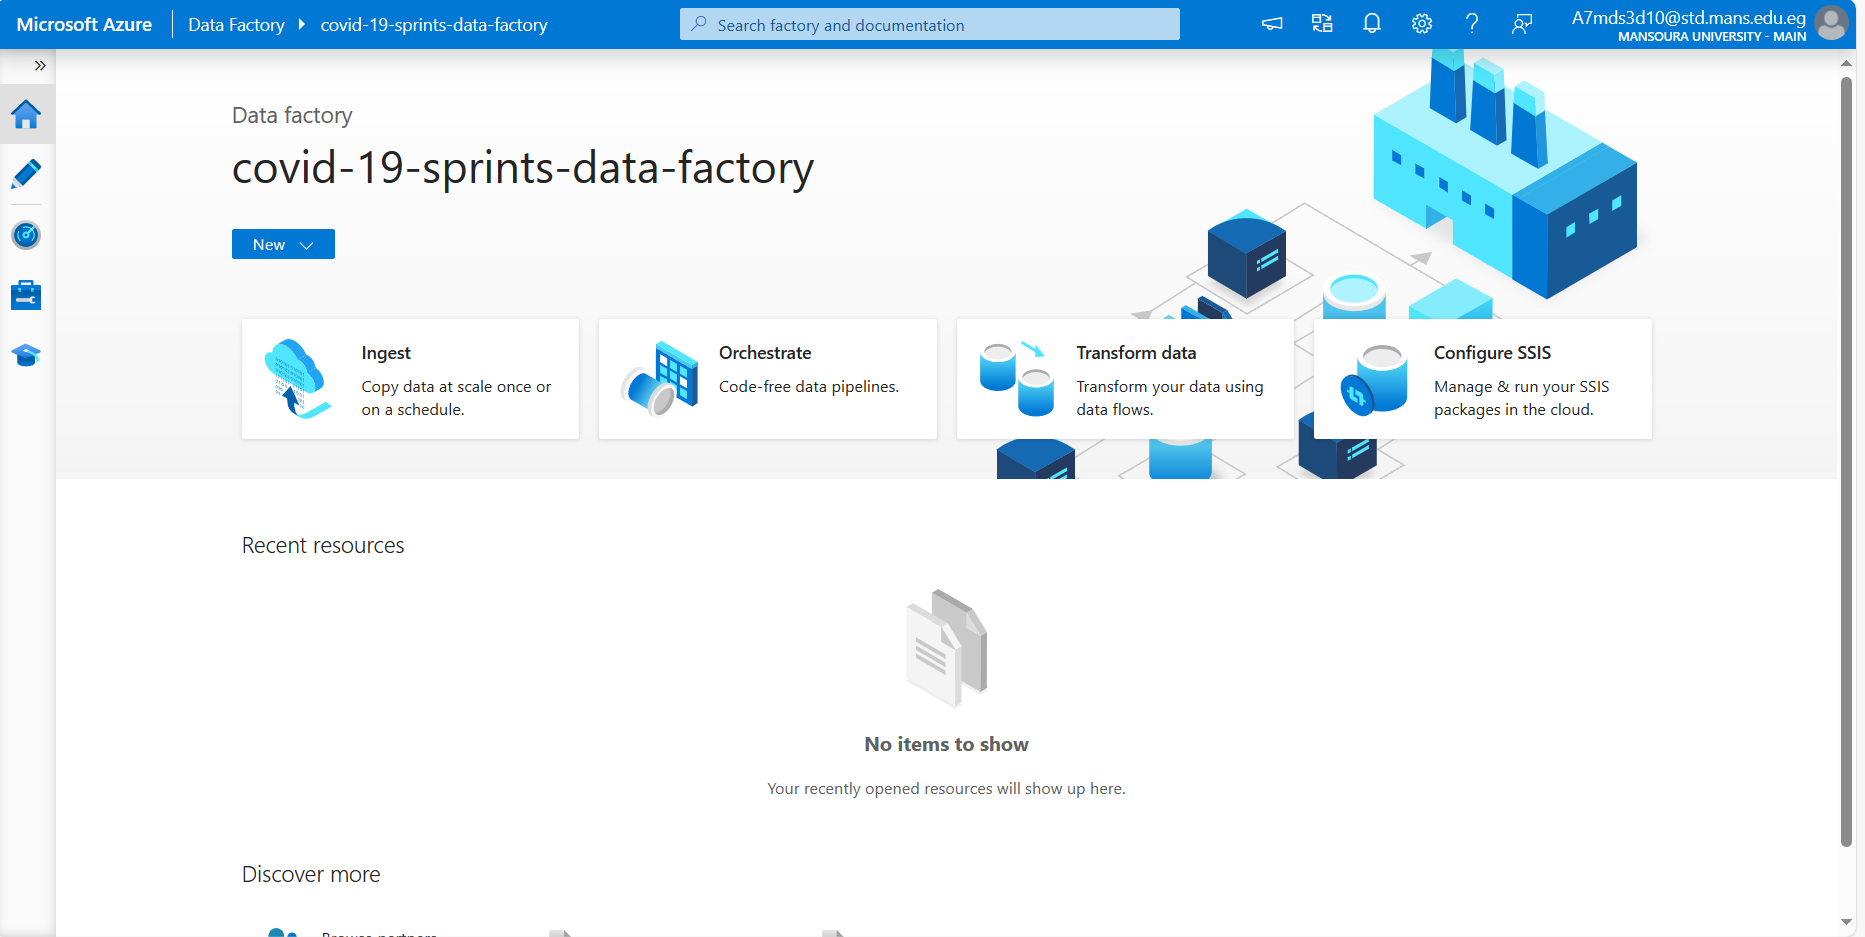 Microsoft Azure
Data Factory
covid-19-sprints-data-factory
Search factory and documentation
A7mds3d10@std.mans.edu.eg
MANSOURA UNIVERSITY - MAIN
Data factory
covid-19-sprints-data-factory
New
Ingest
Copy data at scale once or
on a schedule.
Orchestrate
Code-free data pipelines.
Transform data
Transform your data using
data flows.
Configure SSIS
Manage & run your SSIS
packages in the cloud.
Recent resources
No items to show
Your recently opened resources will show up here.
Discover more
Browse partners